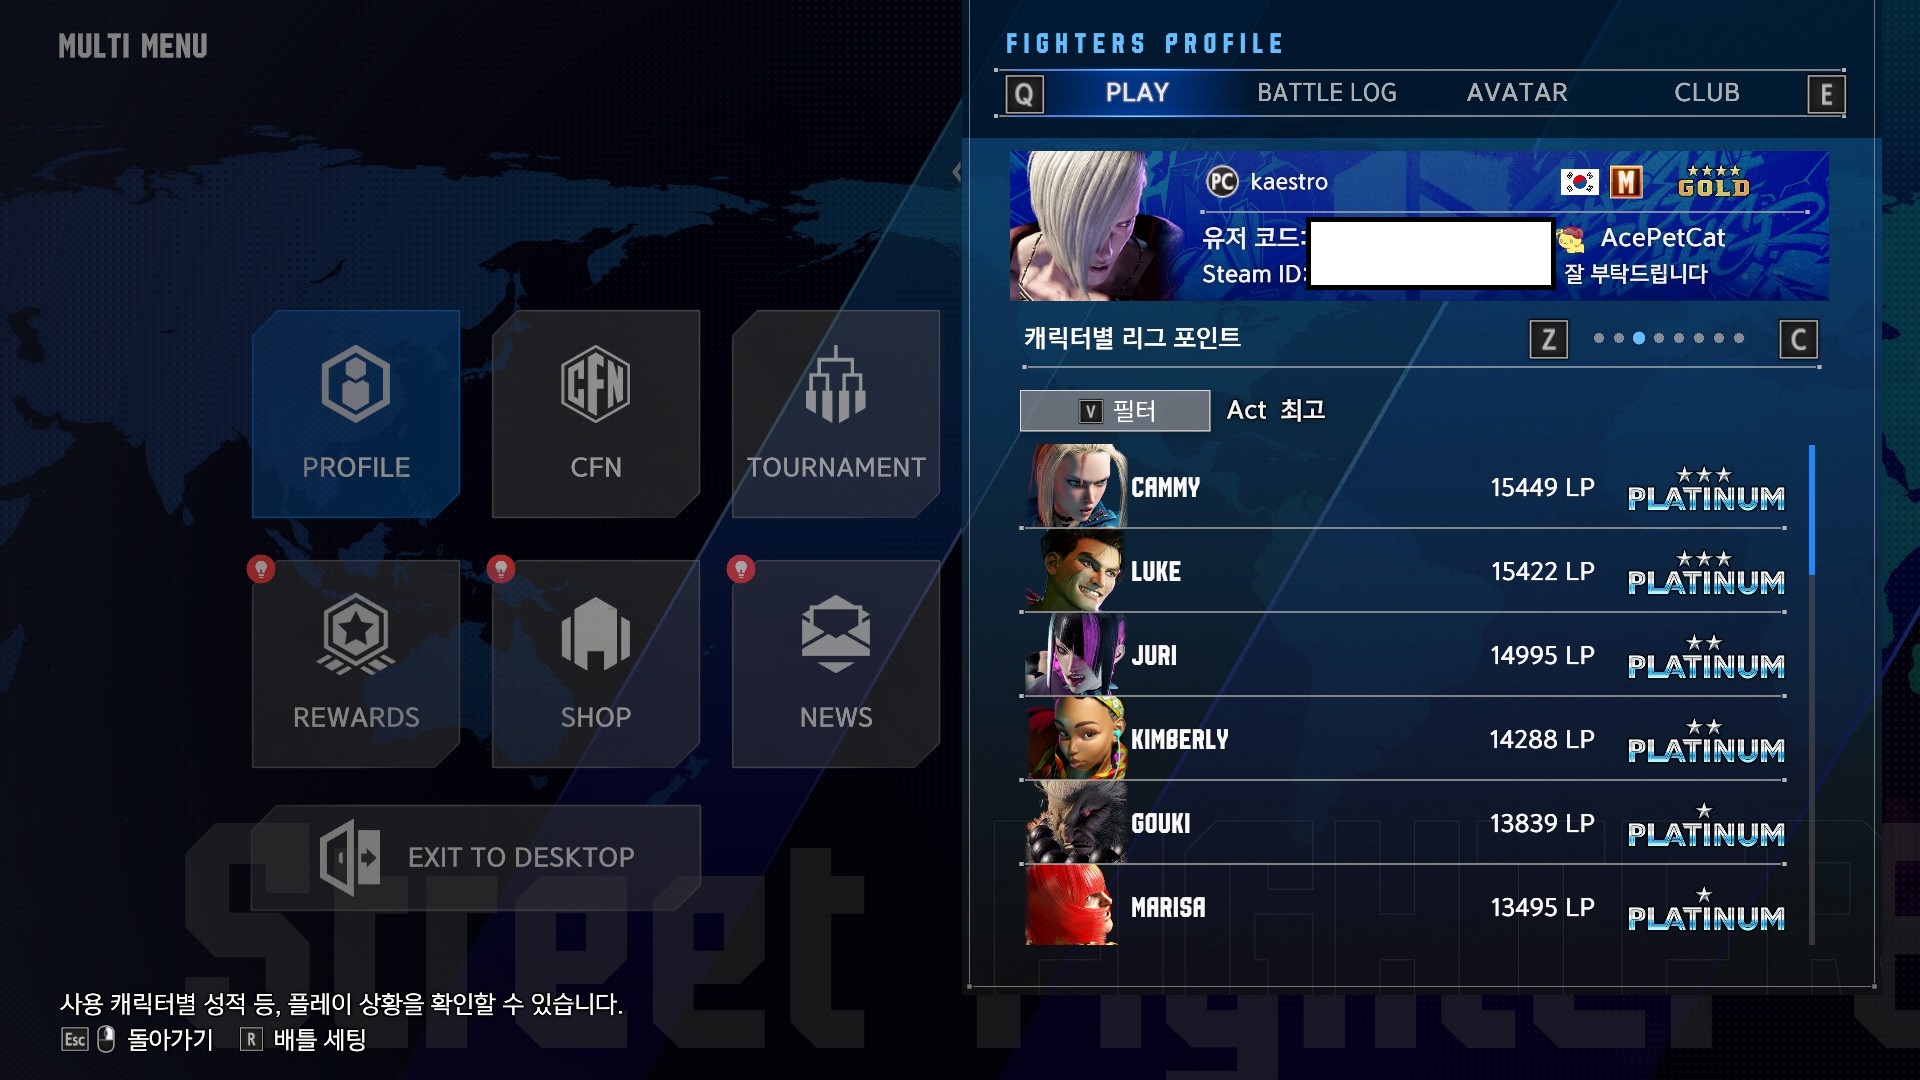 MULTI MENU
PROFILE
CFN
CFN
TOURNAMENT
REWARDS
SHOP
NEWS
EXIT TO DESKTOP
Street Fighter
사용 캐릭터별 성적 등, 플레이 상황을 확인할 수 있습니다.
Esc 돌아가기 R 배틀 세팅
FIGHTERS PROFILE
Q PLAY BATTLE LOG AVATAR CLUB E
PC kaestro M GOLD
유저 코드: AcePetCat
Steam ID: 잘 부탁드립니다
캐릭터별 리그 포인트 Z C
V 필터 Act 최고
CAMMY 15449 LP PLATINUM
LUKE 15422 LP PLATINUM
JURI 14995 LP PLATINUM
KIMBERLY 14288 LP PLATINUM
GOUKI 13839 LP PLATINUM
MARISA 13495 LP PLATINUM